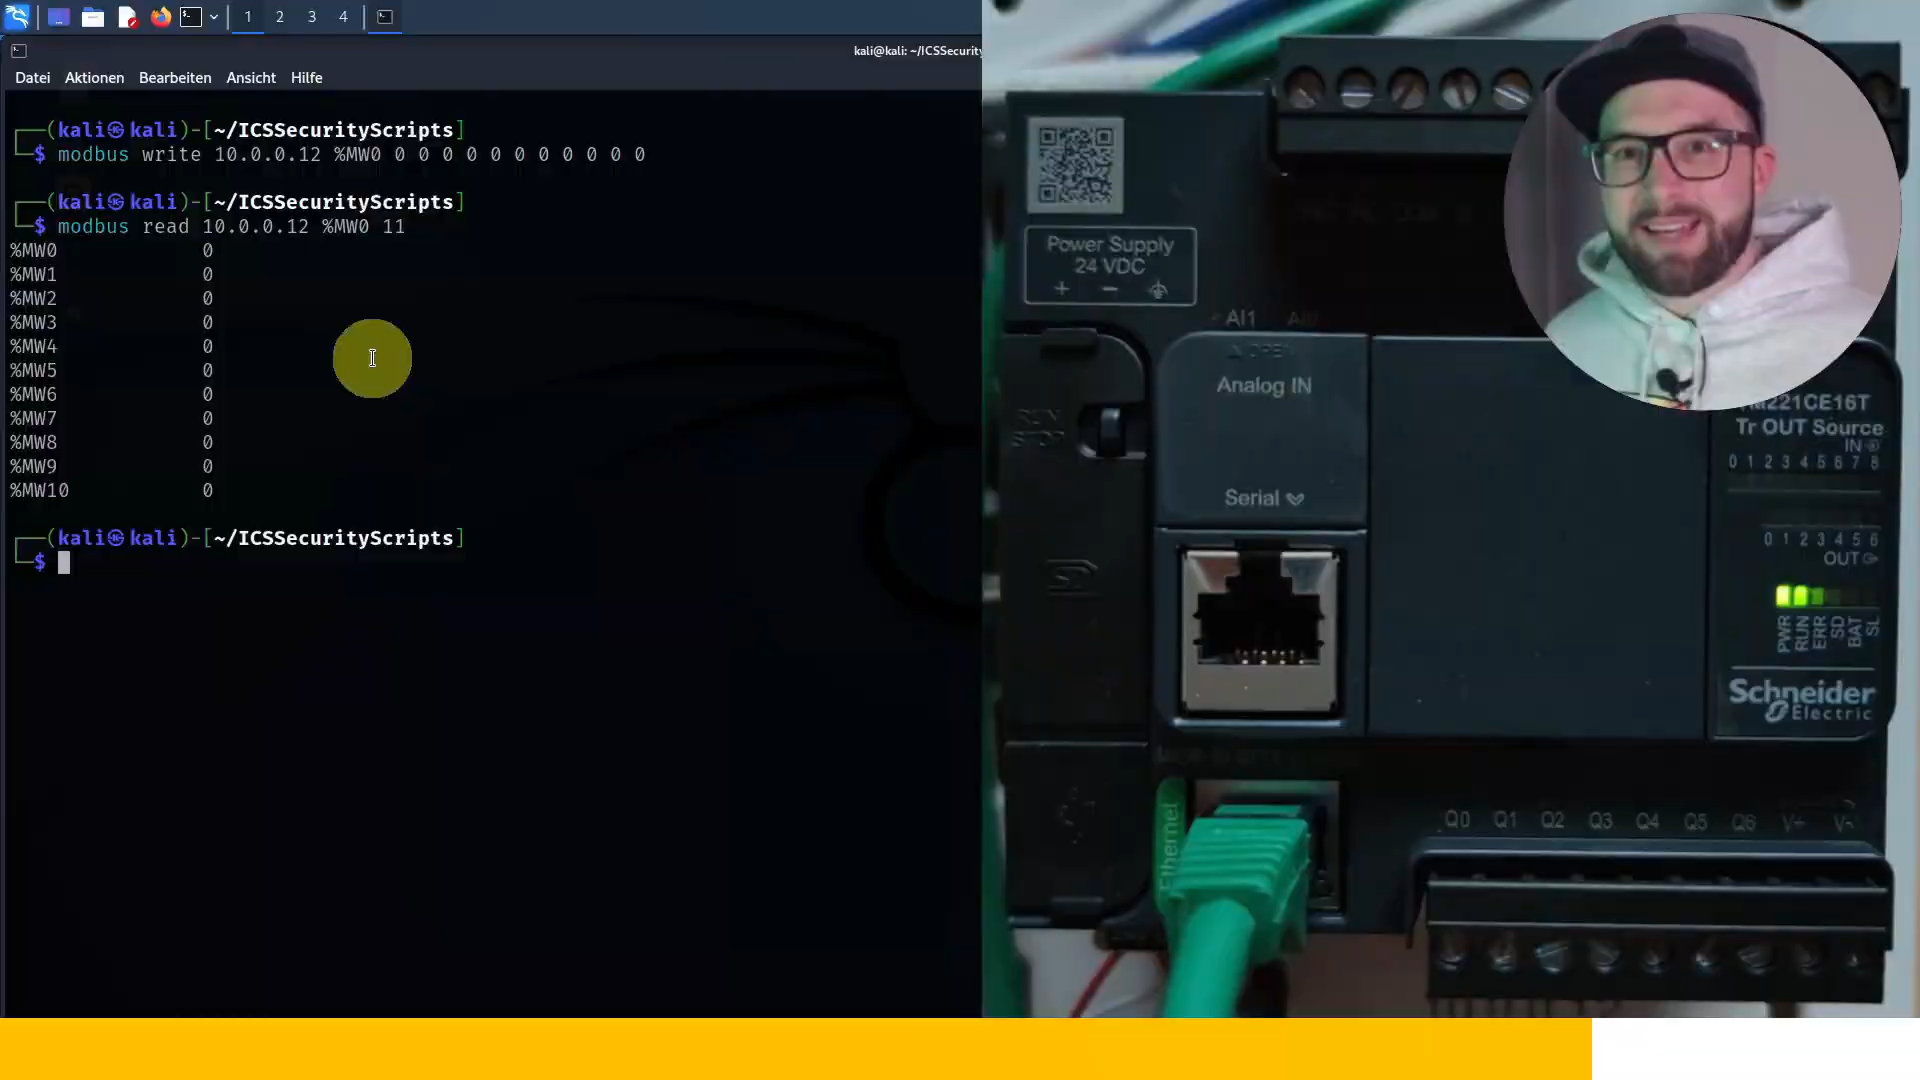 1 2 3 4
kali@kali: ~/ICSSecurity
Datei Aktionen Bearbeiten Ansicht Hilfe
┌──(kali㉿kali)-[~/ICSSecurityScripts]
└─$ modbus write 10.0.0.12 %MW0 0 0 0 0 0 0 0 0 0 0 0
┌──(kali㉿kali)-[~/ICSSecurityScripts]
└─$ modbus read 10.0.0.12 %MW0 11
%MW0 0
%MW1 0
%MW2 0
%MW3 0
%MW4 0
%MW5 0
%MW6 0
%MW7 0
%MW8 0
%MW9 0
%MW10 0
┌──(kali㉿kali)-[~/ICSSecurityScripts]
└─$
Power Supply
24 VDC
+ −
AI1 AI0
OPEN
Analog IN
RUN
STOP
Serial
M221CE16T
Tr OUT Source
IN
0 1 2 3 4 5 6 7 8
0 1 2 3 4 5 6
OUT
PWR RUN ERR SD BAT SL
Schneider
Electric
Ethernet
Q0 Q1 Q2 Q3 Q4 Q5 Q6 V+ V-